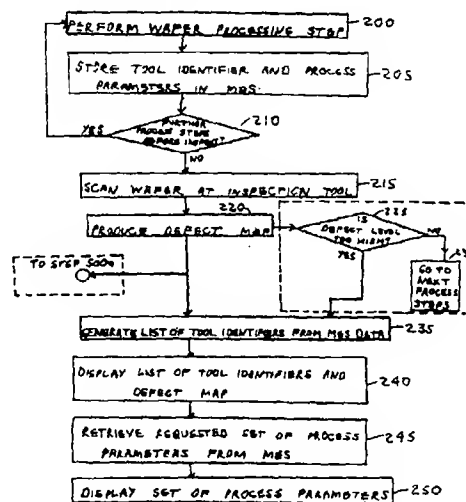 PERFORM WAFER PROCESSING STEP
200
STORE TOOL IDENTIFIER AND PROCESS
PARAMETERS IN MES.
205
FURTHER
PROCESS STEPS
BEFORE INSPECT?
210
YES
NO
SCAN WAFER AT INSPECTION TOOL
215
220
PRODUCE DEFECT MAP
225
IS
DEFECT LEVEL
TOO HIGH?
YES
NO
GO TO
NEXT
PROCESS
STEPS
TO STEP 500
GENERATE LIST OF TOOL IDENTIFIERS FROM MES DATA
235
DISPLAY LIST OF TOOL IDENTIFIERS AND
DEFECT MAP
240
RETRIEVE REQUESTED SET OF PROCESS
PARAMETERS FROM MES
245
DISPLAY SET OF PROCESS PARAMETERS
250